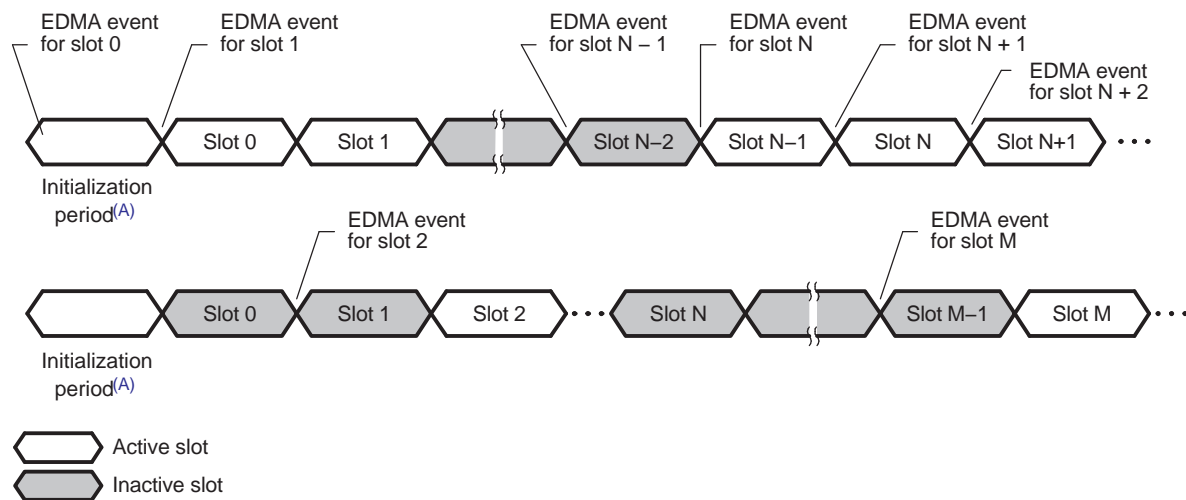 EDMA event
for slot 0
EDMA event
for slot 1
EDMA event
for slot N – 1
EDMA event
for slot N
EDMA event
for slot N + 1
EDMA event
for slot N + 2
Slot 0
Slot 1
Slot N–2
Slot N–1
Slot N
Slot N+1
Initialization
period(A)
EDMA event
for slot 2
EDMA event
for slot M
Slot 0
Slot 1
Slot 2
Slot N
Slot M–1
Slot M
Initialization
period(A)
Active slot
Inactive slot